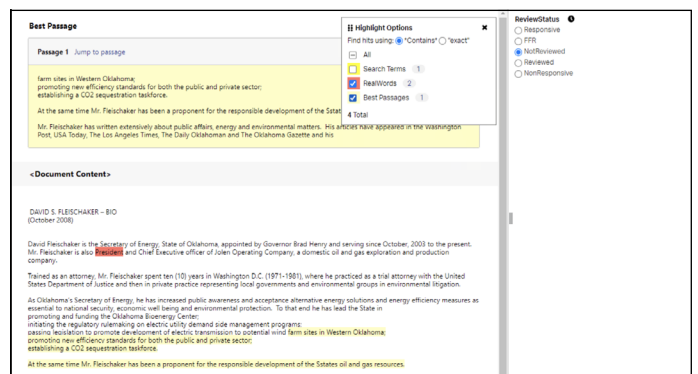 Best Passage
Passage 1 Jump to passage
farm sites in Western Oklahoma;
promoting new efficiency standards for both the public and private sector;
establishing a CO2 sequestration taskforce.
At the same time Mr. Fleischaker has been a proponent for the responsible development of the Sstat
Mr. Fleischaker has written extensively about public affairs, energy and environmental matters. His articles have appeared in the Washington
Post, USA Today, The Los Angeles Times, The Daily Oklahoman and The Oklahoma Gazette and his
Highlight Options
Find hits using: "Contains" "exact"
All
Search Terms 1
RealWords 2
Best Passages 1
4 Total
ReviewStatus
Responsive
FFR
NotReviewed
Reviewed
NonResponsive
<Document Content>
DAVID S. FLEISCHAKER – BIO
(October 2008)
David Fleischaker is the Secretary of Energy, State of Oklahoma, appointed by Governor Brad Henry and serving since October, 2003 to the present.
Mr. Fleischaker is also President and Chief Executive officer of Jolen Operating Company, a domestic oil and gas exploration and production
company.
Trained as an attorney, Mr. Fleischaker spent ten (10) years in Washington D.C. (1971-1981), where he practiced as a trial attorney with the United
States Department of Justice and then in private practice representing local governments and environmental groups in environmental litigation.
As Oklahoma's Secretary of Energy, he has increased public awareness and acceptance alternative energy solutions and energy efficiency measures as
essential to national security, economic well being and environmental protection. To that end he has lead the State in
promoting and funding the Oklahoma Bioenergy Center;
initiating the regulatory rulemaking on electric utility demand side management programs;
passing legislation to promote development of electric transmission to potential wind farm sites in Western Oklahoma;
promoting new efficiency standards for both the public and private sector;
establishing a CO2 sequestration taskforce.
At the same time Mr. Fleischaker has been a proponent for the responsible development of the Sstates oil and gas resources.